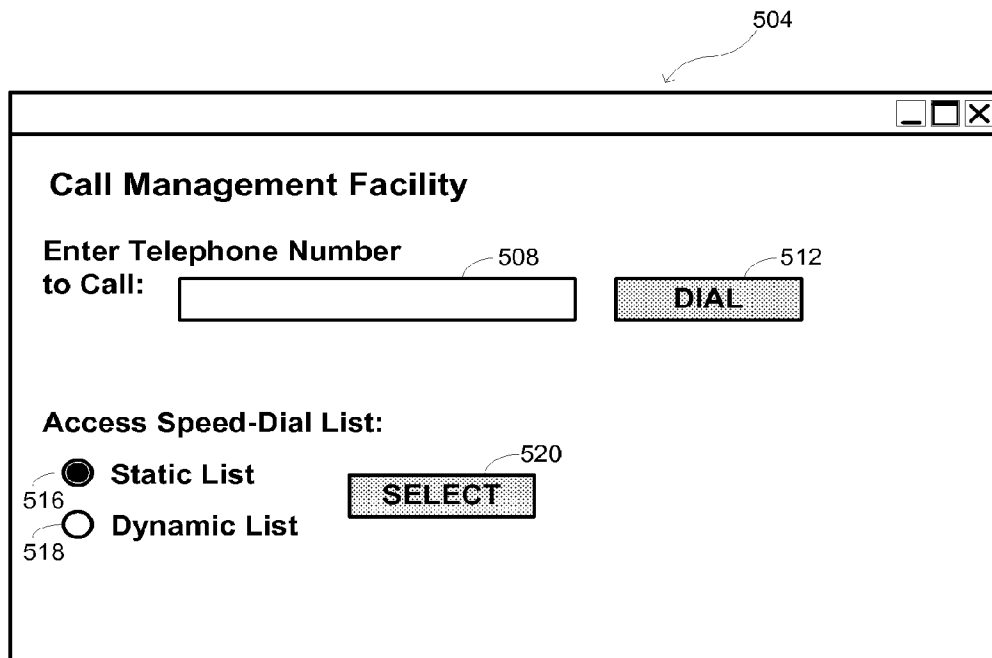 504
Call Management Facility
Enter Telephone Number
to Call:
508
512
DIAL
Access Speed-Dial List:
520
516
Static List
SELECT
518
Dynamic List